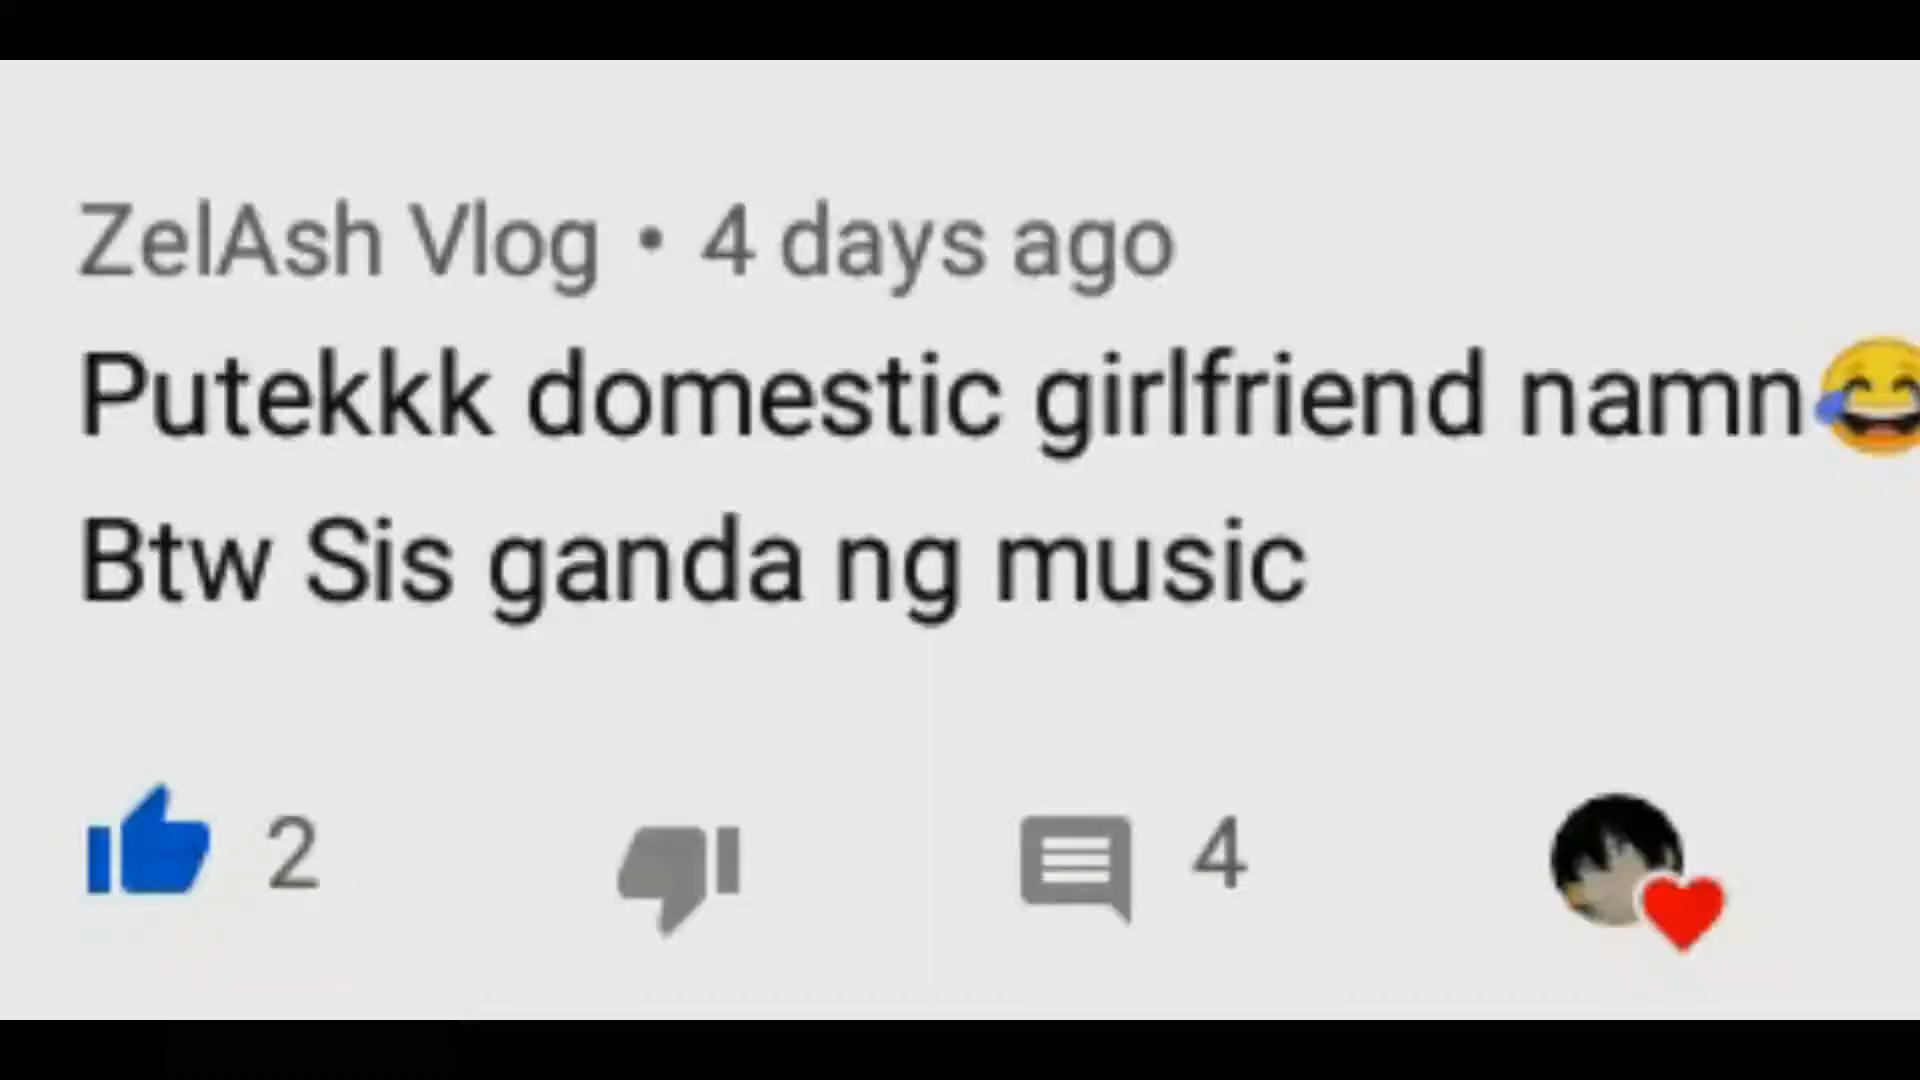 ZelAsh Vlog • 4 days ago
Putekkk domestic girlfriend namn😂
Btw Sis ganda ng music
2 4